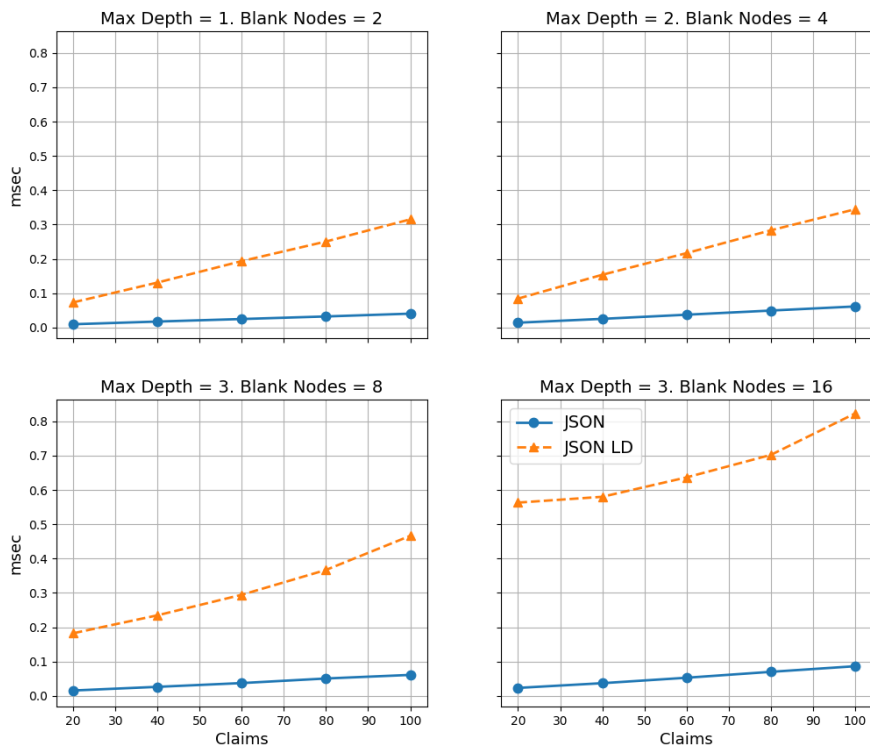 Max Depth = 1. Blank Nodes = 2
Max Depth = 2. Blank Nodes = 4
0.8
0.7
0.6
0.5
0.4
0.3
0.2
0.1
0.0
msec
Max Depth = 3. Blank Nodes = 8
Max Depth = 3. Blank Nodes = 16
0.8
0.7
0.6
0.5
0.4
0.3
0.2
0.1
0.0
msec
JSON
JSON LD
20 30 40 50 60 70 80 90 100
Claims
20 30 40 50 60 70 80 90 100
Claims